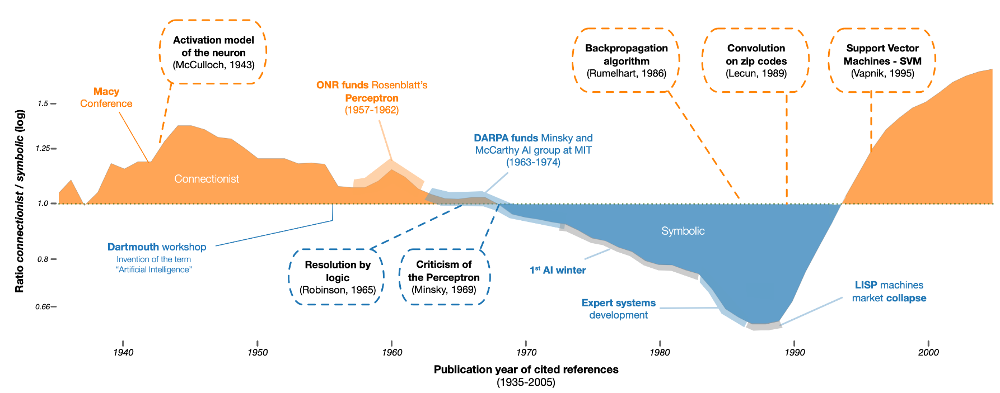 Activation model
of the neuron
(McCulloch, 1943)
Backpropagation
algorithm
(Rumelhart, 1986)
Convolution
on zip codes
(Lecun, 1989)
Support Vector
Machines - SVM
(Vapnik, 1995)
Macy
Conference
ONR funds Rosenblatt's
Perceptron
(1957-1962)
DARPA funds Minsky and
McCarthy AI group at MIT
(1963-1974)
Ratio connectionist / symbolic (log)
1.5
1.25
1.0
0.8
0.66
Connectionist
Symbolic
Dartmouth workshop
Invention of the term
"Artificial Intelligence"
Resolution by
logic
(Robinson, 1965)
Criticism of
the Perceptron
(Minsky, 1969)
1st AI winter
Expert systems
development
LISP machines
market collapse
1940
1950
1960
1970
1980
1990
2000
Publication year of cited references
(1935-2005)